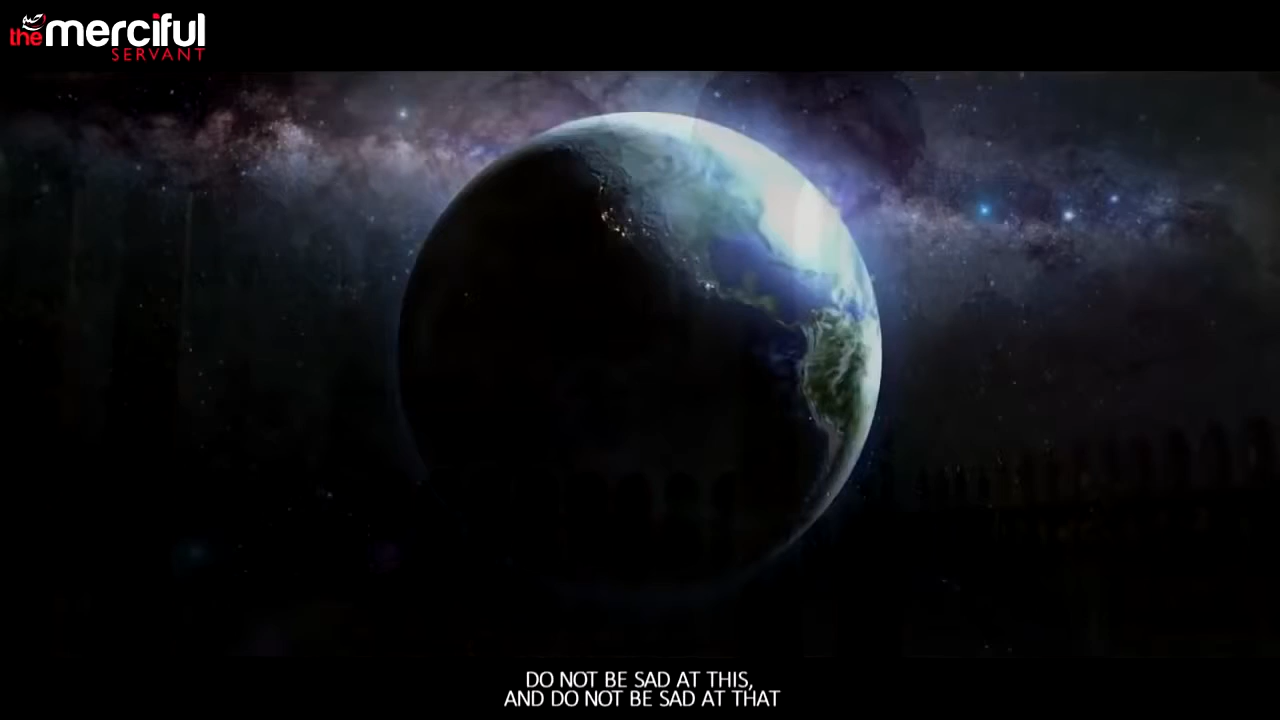 the merciful
SERVANT
DO NOT BE SAD AT THIS,
AND DO NOT BE SAD AT THAT